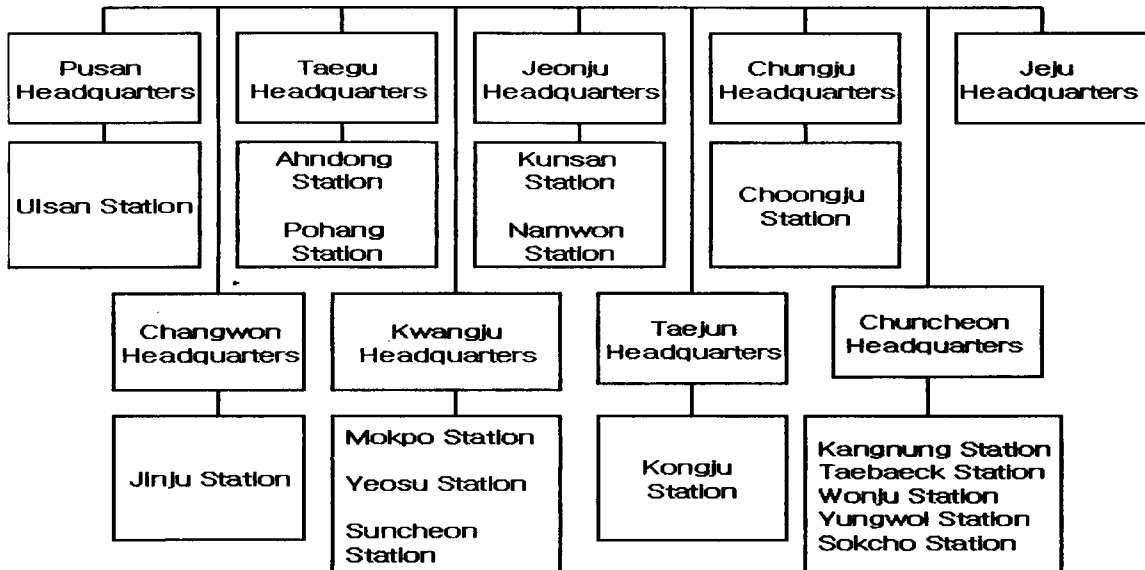 Pusan
Headquarters
Taegu
Headquarters
Jeonju
Headquarters
Chungju
Headquarters
Jeju
Headquarters
Ulsan Station
Ahndong
Station
Pohang
Station
Kunsan
Station
Namwon
Station
Choongju
Station
Changwon
Headquarters
Kwangju
Headquarters
Taejun
Headquarters
Chuncheon
Headquarters
Jinju Station
Mokpo Station
Yeosu Station
Suncheon
Station
Kongju
Station
Kangnung Station
Taebaeck Station
Wonju Station
Yungwol Station
Sokcho Station